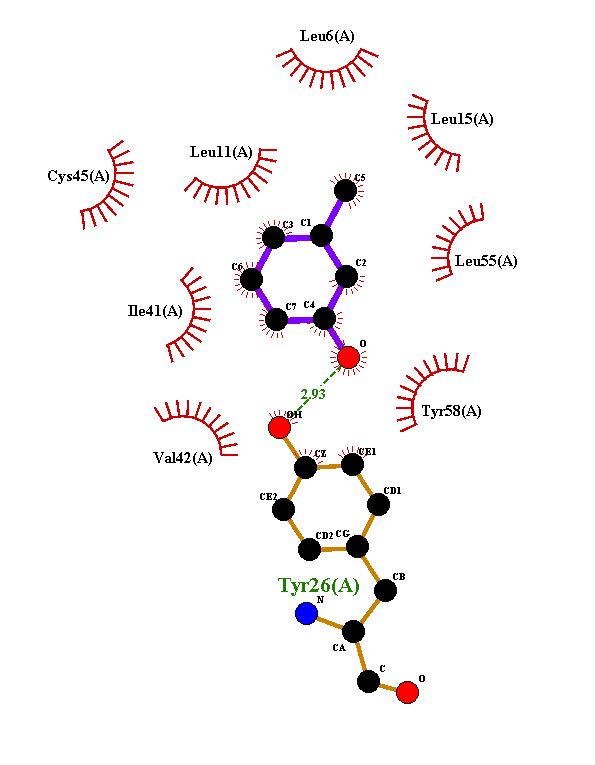 Leu6(A)
Leu15(A)
Leu11(A)
Cys45(A)
C5
C3
C1
Leu55(A)
C6
C2
Ile41(A)
C7
C4
O
2.93
Tyr58(A)
OH
Val42(A)
CZ
CE1
CE2
CD1
CD2
CG
CB
Tyr26(A)
N
CA
C
O